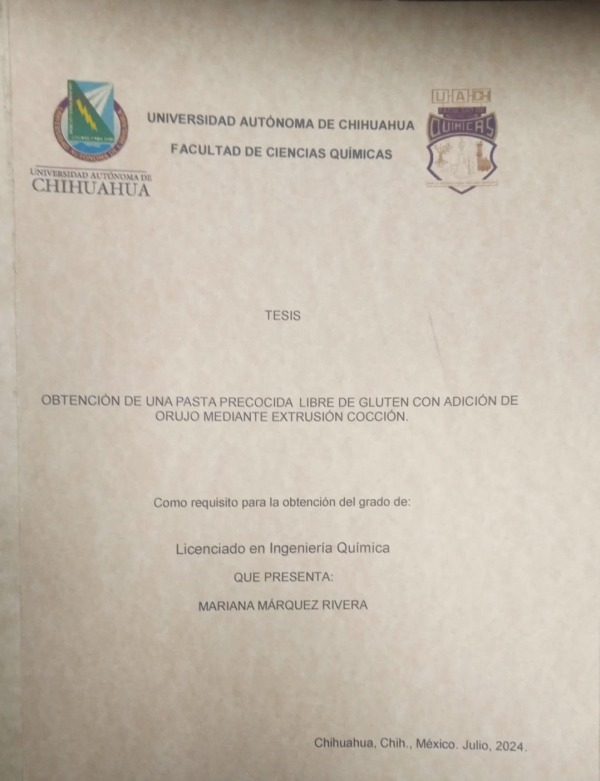 UNIVERSIDAD AUTÓNOMA DE CHIHUAHUA
FACULTAD DE CIENCIAS QUÍMICAS
UNIVERSIDAD AUTÓNOMA DE
CHIHUAHUA
UACH
QUIMICAS
TESIS
OBTENCIÓN DE UNA PASTA PRECOCIDA LIBRE DE GLUTEN CON ADICIÓN DE
ORUJO MEDIANTE EXTRUSIÓN COCCIÓN.
Como requisito para la obtención del grado de:
Licenciado en Ingeniería Química
QUE PRESENTA:
MARIANA MÁRQUEZ RIVERA
Chihuahua, Chih., México. Julio, 2024.